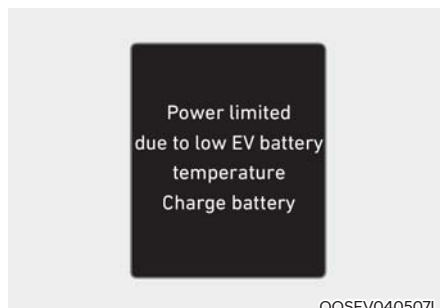 Power limited
due to low EV battery
temperature
Charge battery
OOSEV040507L